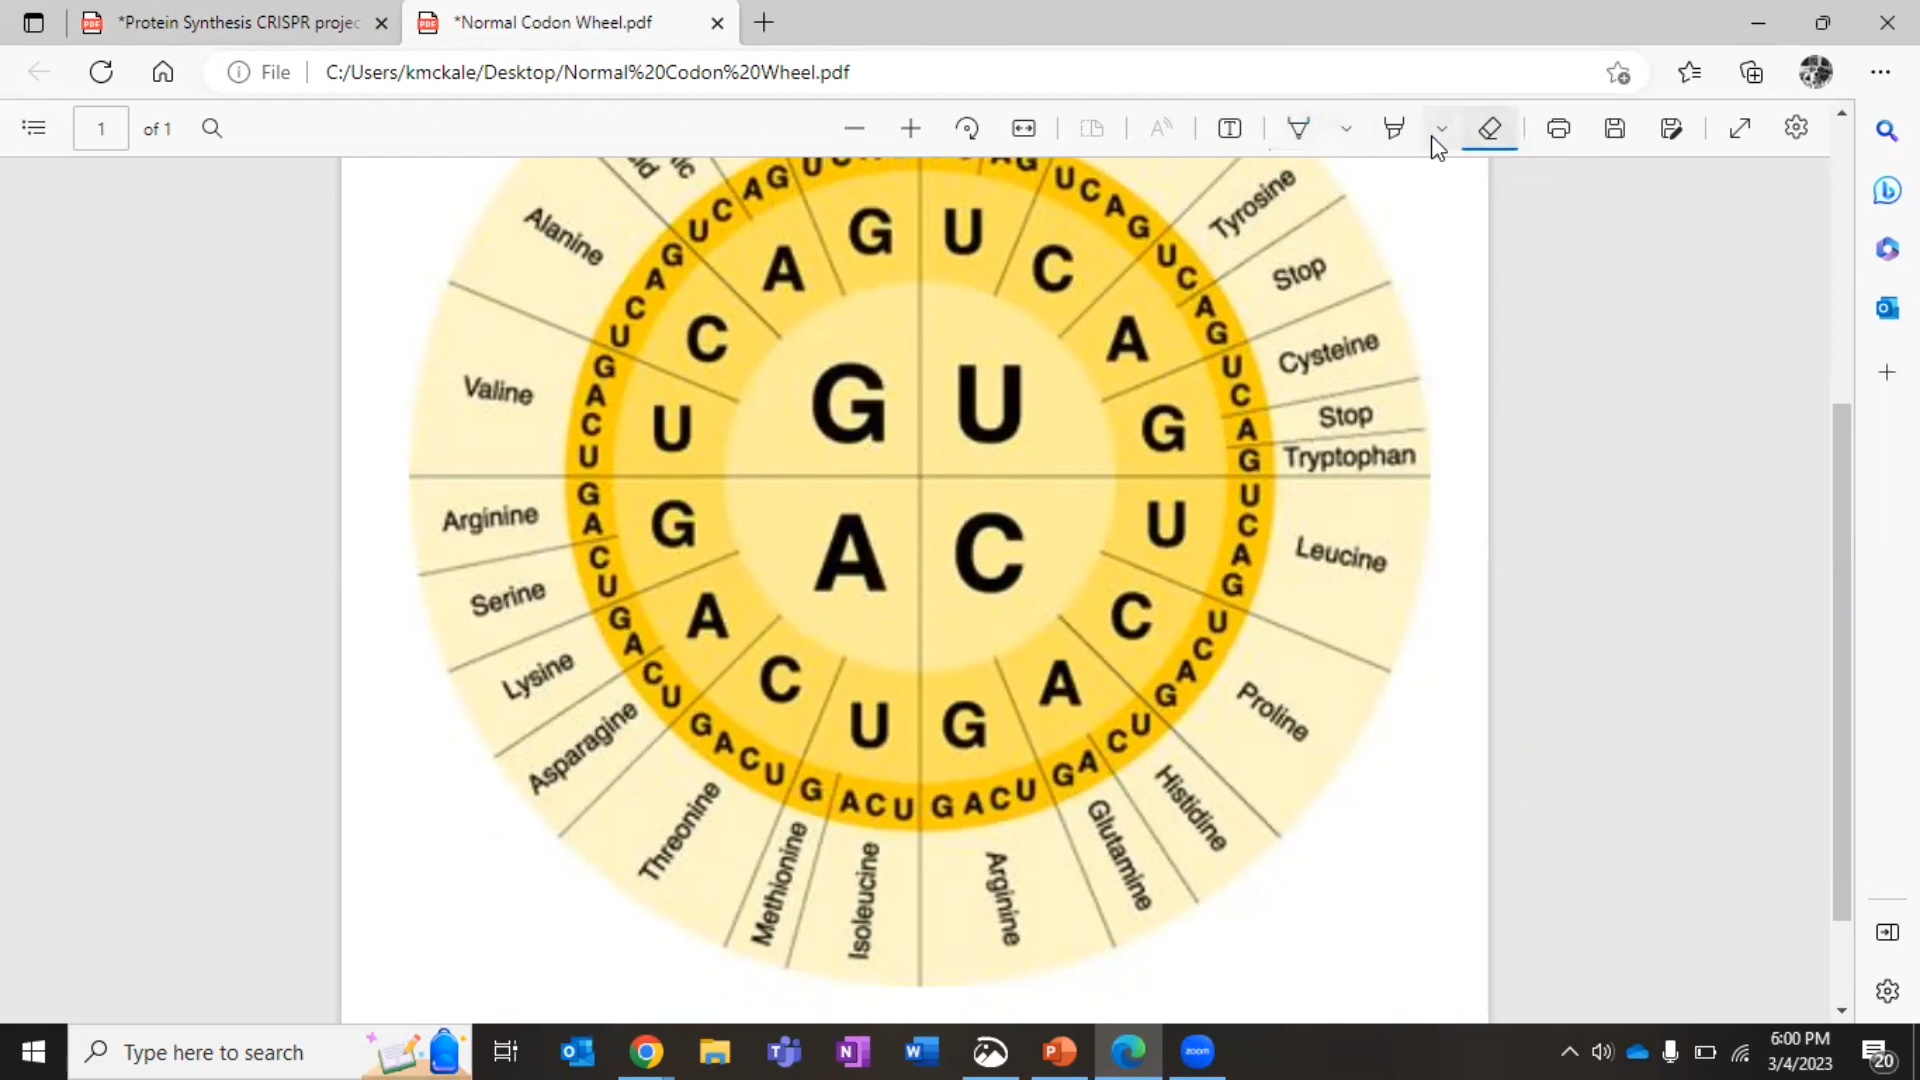 *Protein Synthesis CRISPR projec
*Normal Codon Wheel.pdf
File
C:/Users/kmckale/Desktop/Normal%20Codon%20Wheel.pdf
1
of 1
G U
A C
G U C A G U C A G U C A G U C A
U C A G U C A G U C A G U C A G U C A G U C A G U C A G U C A G
U C A G U C A G U C A G U C A G
Tyrosine
Stop
Cysteine
Stop
Tryptophan
Leucine
Proline
Histidine
Glutamine
Arginine
Isoleucine
Methionine
Threonine
Asparagine
Lysine
Serine
Arginine
Valine
Alanine
Type here to search
zoom
6:00 PM
3/4/2023
20